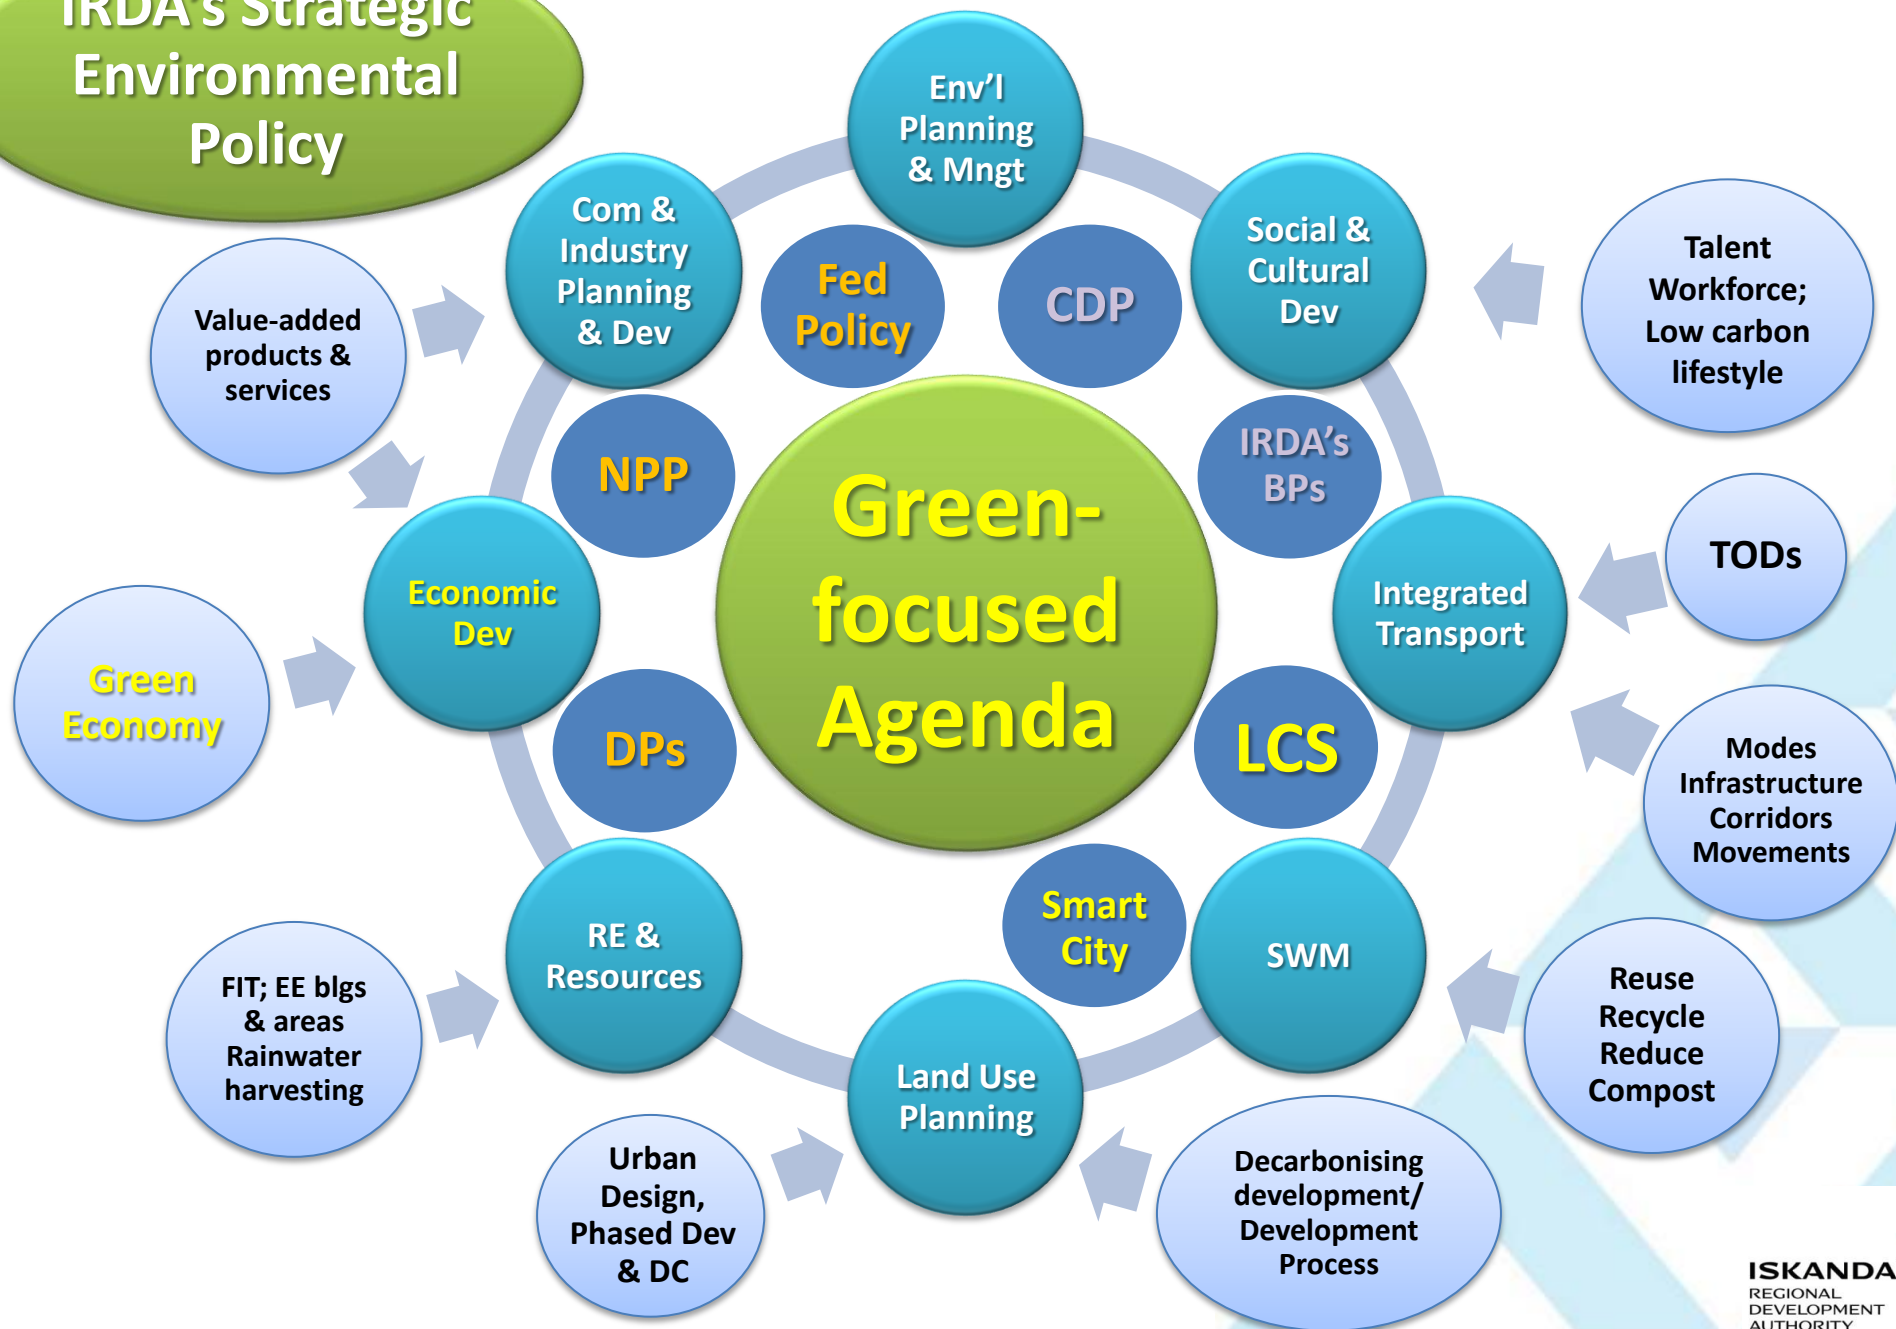 IRDA's Strategic
Environmental
Policy
Env'l
Planning
& Mngt
Com &
Industry
Planning
& Dev
Social &
Cultural
Dev
Talent
Workforce;
Low carbon
lifestyle
Value-added
products &
services
Fed
Policy
CDP
NPP
IRDA's
BPs
Green-
focused
Agenda
TODs
Economic
Dev
Integrated
Transport
Green
Economy
DPs
LCS
Modes
Infrastructure
Corridors
Movements
Smart
City
RE &
Resources
SWM
FIT; EE blgs
& areas
Rainwater
harvesting
Reuse
Recycle
Reduce
Compost
Land Use
Planning
Urban
Design,
Phased Dev
& DC
Decarbonising
development/
Development
Process
ISKANDA
REGIONAL
DEVELOPMENT
AUTHORITY